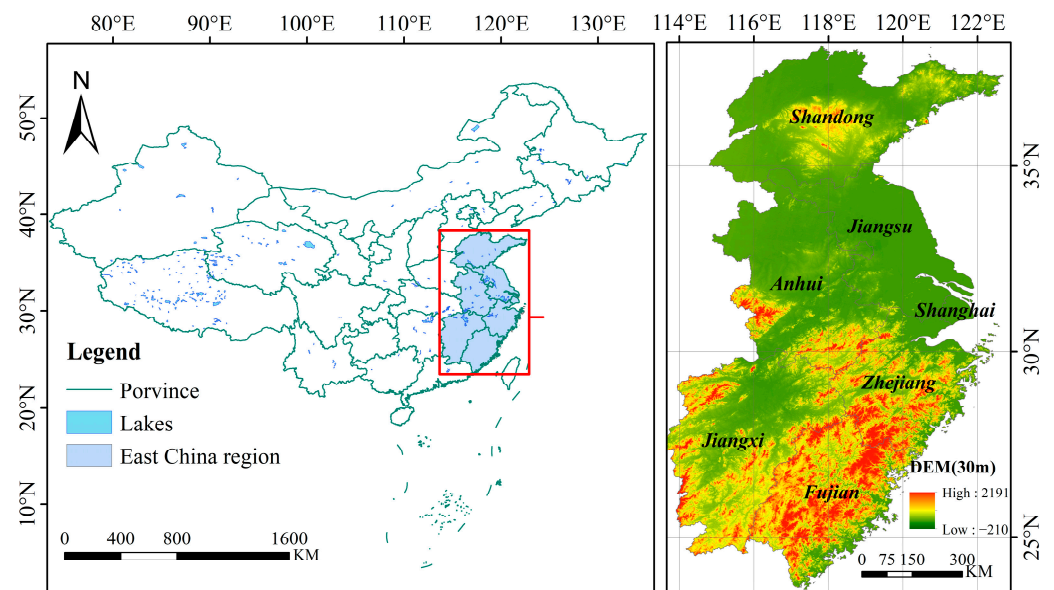 80°E 90°E 100°E 110°E 120°E 130°E
N
50°N
40°N
30°N
20°N
10°N
Legend
Porvince
Lakes
East China region
0 400 800 1600
KM
114°E 116°E 118°E 120°E 122°E
35°N
30°N
25°N
Shandong
Jiangsu
Anhui
Shanghai
Zhejiang
Jiangxi
Fujian
DEM(30m)
High : 2191
Low : −210
0 75 150 300
KM